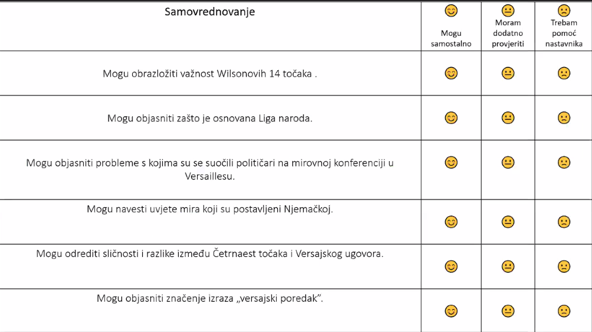 Samovrednovanje
Mogu
samostalno
Moram
dodatno
provjeriti
Trebam
pomoć
nastavnika
Mogu obrazložiti važnost Wilsonovih 14 točaka .
Mogu objasniti zašto je osnovana Liga naroda.
Mogu objasniti probleme s kojima su se suočili političari na mirovnoj konferenciji u
Versaillesu.
Mogu navesti uvjete mira koji su postavljeni Njemačkoj.
Mogu odrediti sličnosti i razlike između Četrnaest točaka i Versajskog ugovora.
Mogu objasniti značenje izraza „versajski poredak”.